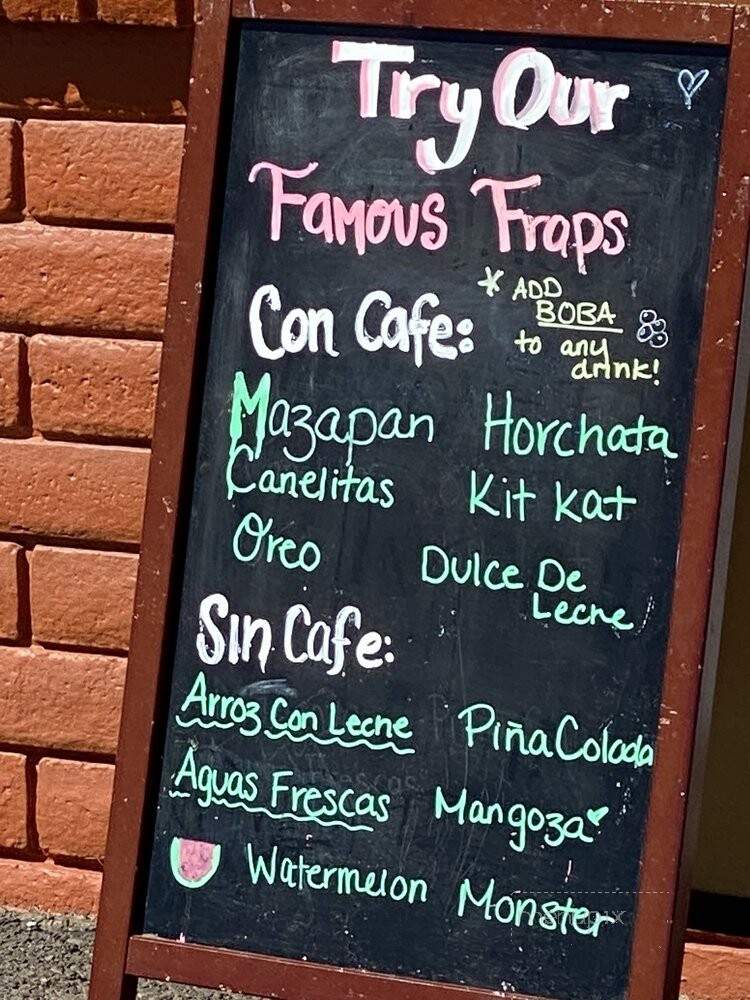 Try Our
Famous Fraps
* ADD
BOBA
to any
drink!
Con Cafe:
Mazapan Horchata
Canelitas Kit Kat
Oreo Dulce De
Leche
Sin Cafe:
Arroz Con Leche Piña Colada
Aguas Frescas Mangoza
Watermelon Monster